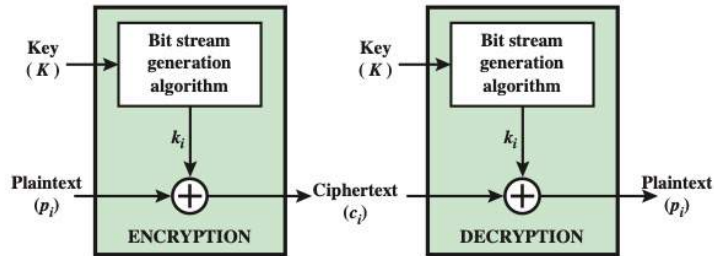 Key
( K )
Bit stream
generation
algorithm
k_i
Plaintext
(p_i)
ENCRYPTION
Ciphertext
(c_i)
Key
( K )
Bit stream
generation
algorithm
k_i
DECRYPTION
Plaintext
(p_i)